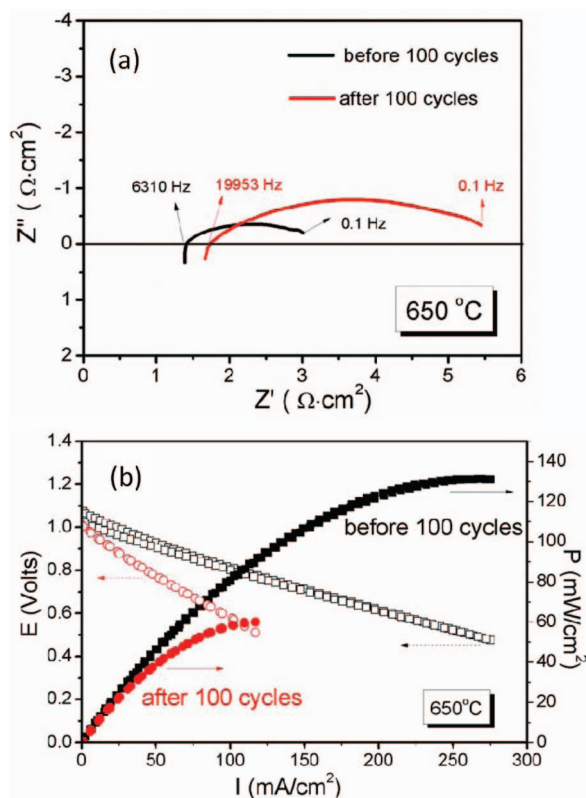 (a)
before 100 cycles
after 100 cycles
-4
-3
-2
-1
0
1
2
Z'' ( Ω·cm²)
6310 Hz
19953 Hz
0.1 Hz
0.1 Hz
650 °C
0 1 2 3 4 5 6
Z' ( Ω·cm²)
(b)
1.4
1.2
1.0
0.8
0.6
0.4
0.2
0.0
E (Volts)
before 100 cycles
after 100 cycles
650°C
140
120
100
80
60
40
20
0
P (mW/cm²)
0 50 100 150 200 250 300
I (mA/cm²)